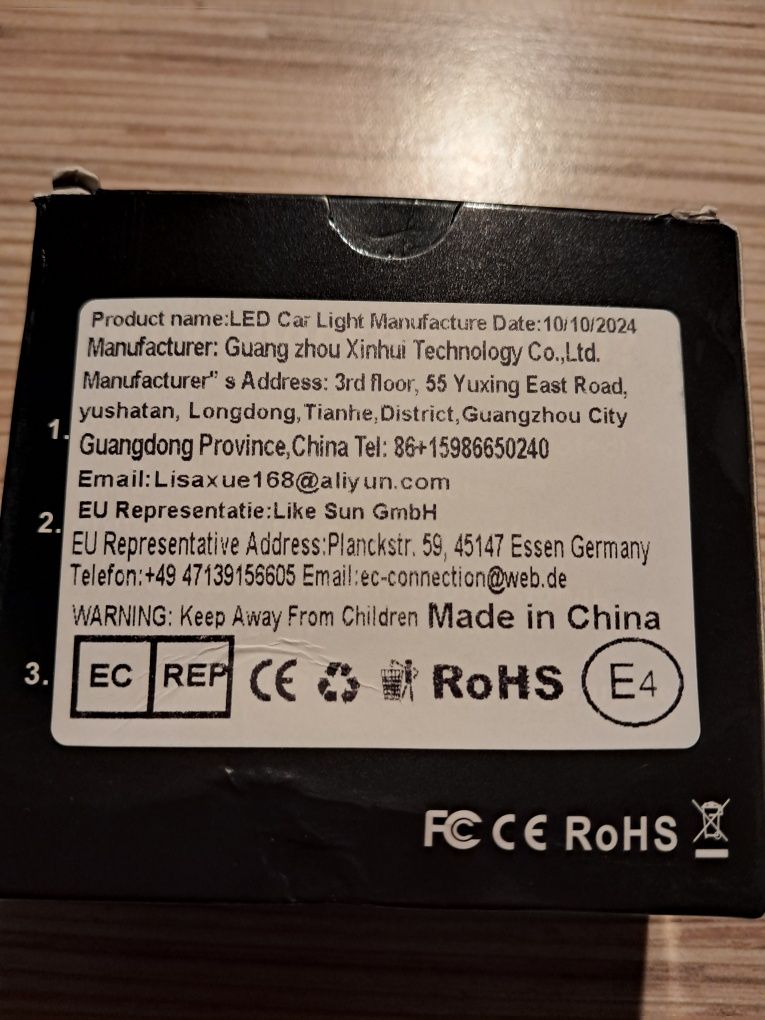 Product name:LED Car Light Manufacture Date:10/10/2024
Manufacturer: Guang zhou Xinhui Technology Co.,Ltd.
Manufacturer” s Address: 3rd floor, 55 Yuxing East Road,
yushatan, Longdong,Tianhe,District,Guangzhou City
1.
Guangdong Province,China Tel: 86+15986650240
Email:Lisaxue168@aliyun.com
EU Representatie:Like Sun GmbH
2.
EU Representative Address:Planckstr. 59, 45147 Essen Germany
Telefon:+49 47139156605 Email:ec-connection@web.de
WARNING: Keep Away From Children Made in China
3. EC REP CE RoHS E4
FC CE RoHS